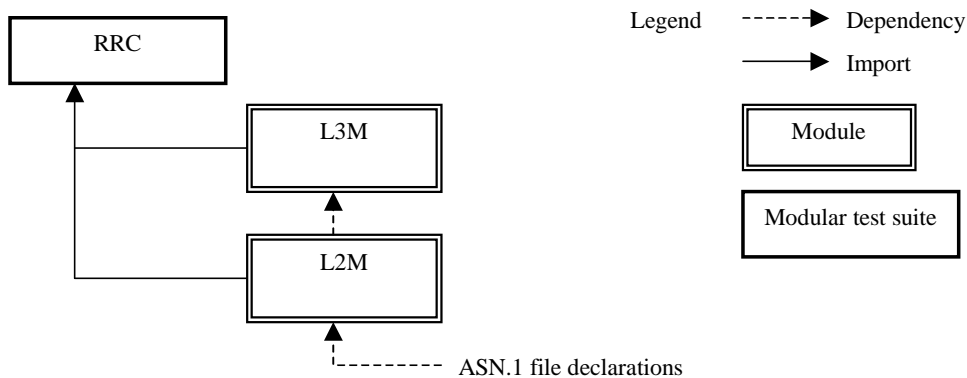 RRC
Legend
Dependency
Import
L3M
Module
Modular test suite
L2M
ASN.1 file declarations